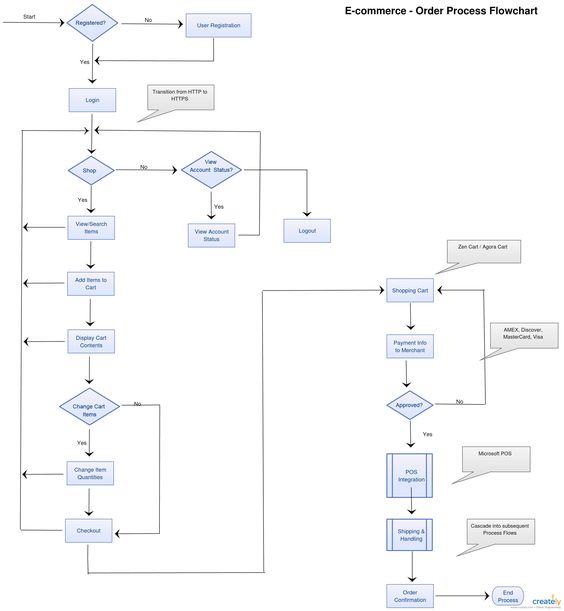 E-commerce - Order Process Flowchart
Start
Registered?
No
User Registration
Yes
Login
Transition from HTTP to
HTTPS
Shop
No
View
Account Status?
Yes
Yes
View/Search
Items
View Account
Status
Logout
Add Items to
Cart
Zen Cart / Agora Cart
Shopping Cart
Display Cart
Contents
Payment Info
to Merchant
AMEX, Discover,
MasterCard, Visa
Change Cart
Items
No
Approved?
No
Yes
Yes
Change Item
Quantities
POS
Integration
Microsoft POS
Checkout
Shipping &
Handling
Cascade into subsequent
Process Flows
Order
Confirmation
End
Process
creately